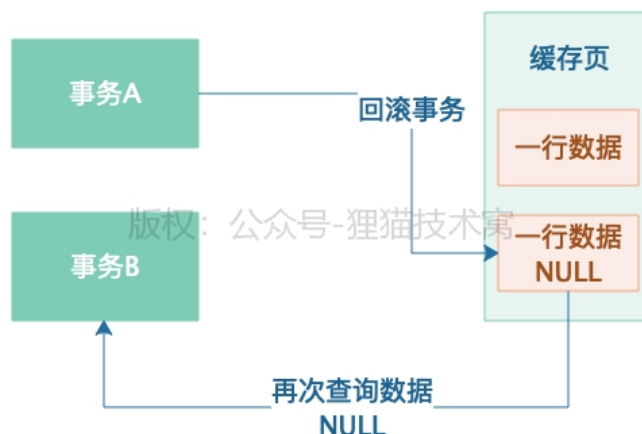 事务A
缓存页
回滚事务
一行数据
版权：公众号-狸猫技术窝
事务B
一行数据
NULL
再次查询数据
NULL